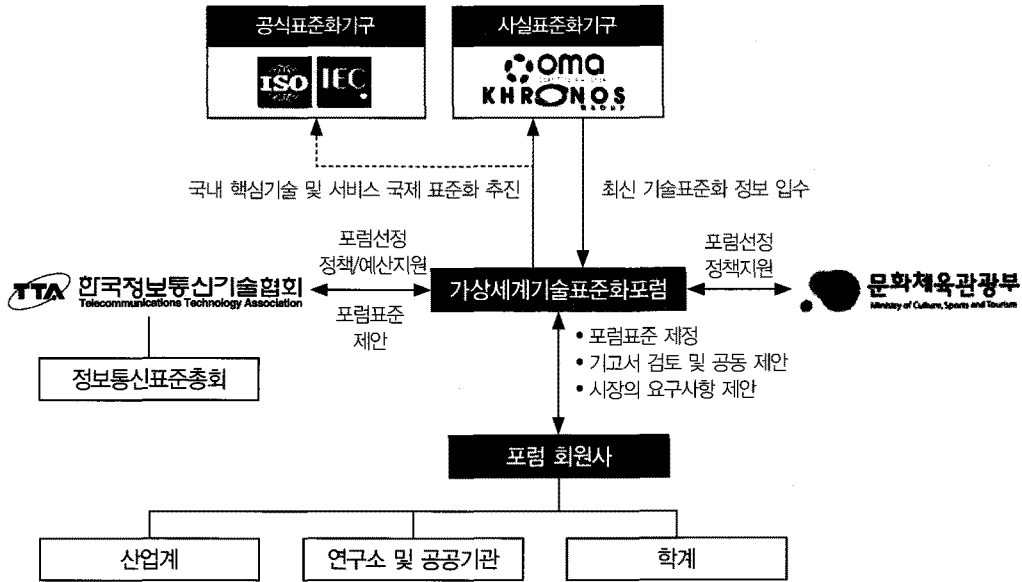 공식표준화기구
사실표준화기구
ISO IEC
oma
KHRONOS
GROUP
국내 핵심기술 및 서비스 국제 표준화 추진
최신 기술표준화 정보 입수
포럼선정
정책/예산지원
포럼선정
정책지원
TTA 한국정보통신기술협회
Telecommunications Technology Association
가상세계기술표준화포럼
문화체육관광부
Ministry of Culture, Sports and Tourism
포럼표준
제안
• 포럼표준 제정
• 기고서 검토 및 공동 제안
• 시장의 요구사항 제안
정보통신표준총회
포럼 회원사
산업계
연구소 및 공공기관
학계